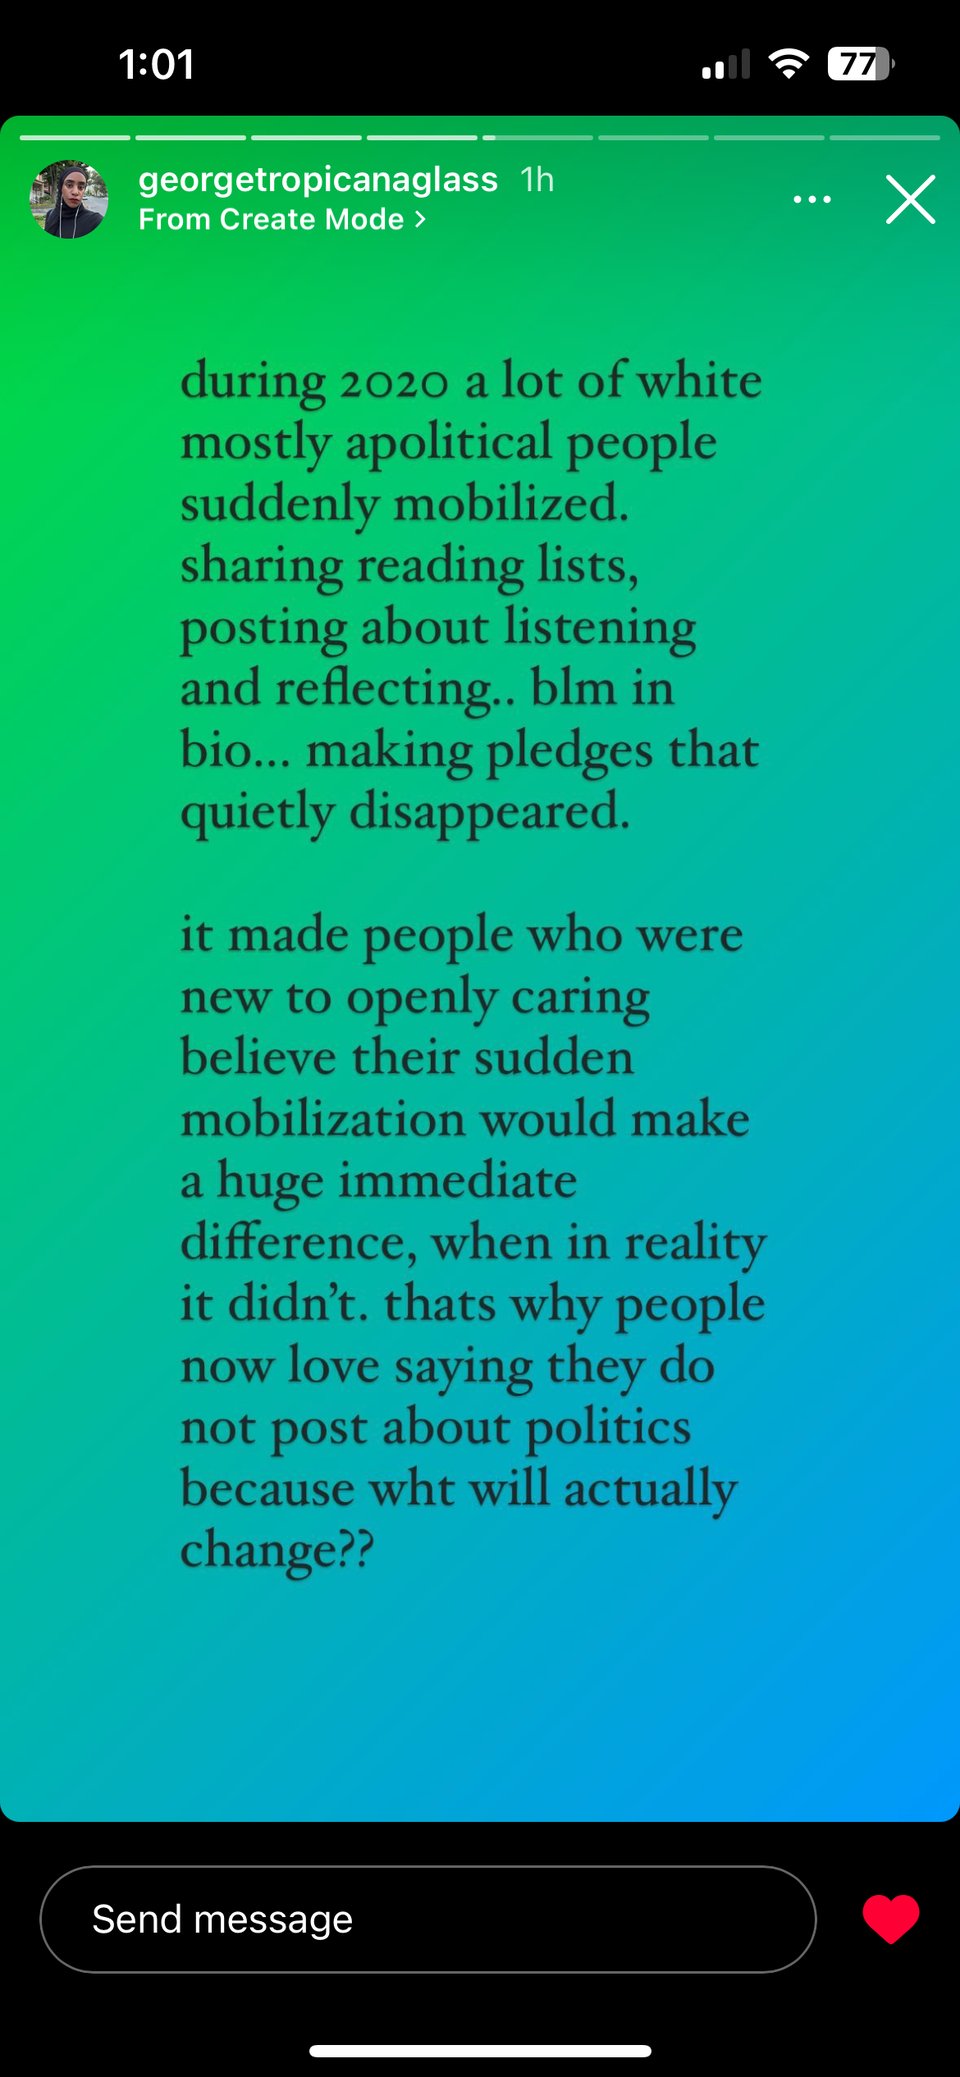 1:01
77
georgetropicanaglass 1h
From Create Mode >
during 2020 a lot of white
mostly apolitical people
suddenly mobilized.
sharing reading lists,
posting about listening
and reflecting.. blm in
bio... making pledges that
quietly disappeared.
it made people who were
new to openly caring
believe their sudden
mobilization would make
a huge immediate
difference, when in reality
it didn't. thats why people
now love saying they do
not post about politics
because wht will actually
change??
Send message